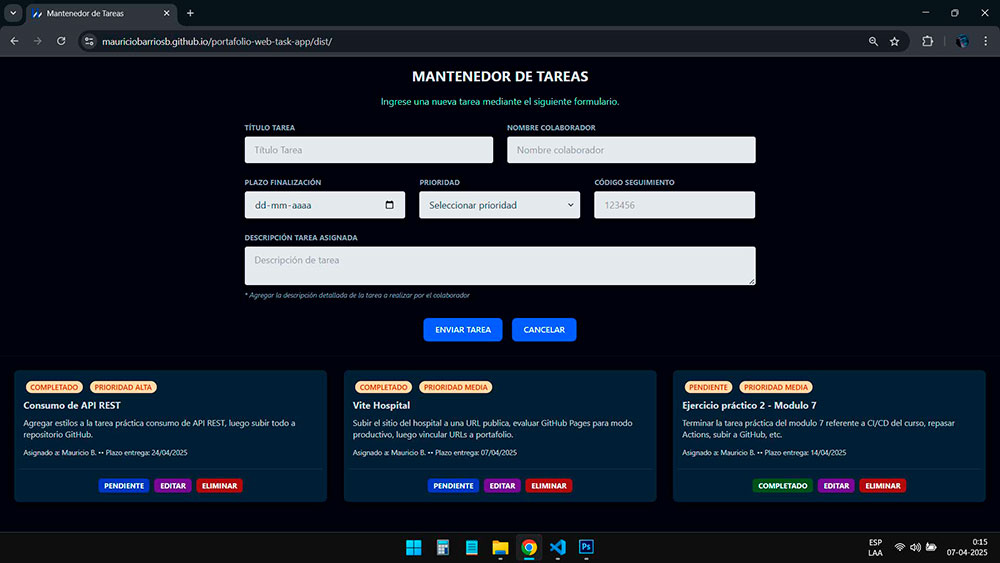 Mantenedor de Tareas
mauriciobarriosb.github.io/portafolio-web-task-app/dist/
MANTENEDOR DE TAREAS
Ingrese una nueva tarea mediante el siguiente formulario.
TÍTULO TAREA
Título Tarea
NOMBRE COLABORADOR
Nombre colaborador
PLAZO FINALIZACIÓN
dd-mm-aaaa
PRIORIDAD
Seleccionar prioridad
CÓDIGO SEGUIMIENTO
123456
DESCRIPCIÓN TAREA ASIGNADA
Descripción de tarea
* Agregar la descripción detallada de la tarea a realizar por el colaborador
ENVIAR TAREA
CANCELAR
COMPLETADO
PRIORIDAD ALTA
Consumo de API REST
Agregar estilos a la tarea práctica consumo de API REST, luego subir todo a
repositorio GitHub.
Asignado a: Mauricio B. •• Plazo entrega: 24/04/2025
PENDIENTE
EDITAR
ELIMINAR
COMPLETADO
PRIORIDAD MEDIA
Vite Hospital
Subir el sitio del hospital a una URL publica, evaluar GitHub Pages para modo
productivo, luego vincular URLs a portafolio.
Asignado a: Mauricio B. •• Plazo entrega: 07/04/2025
PENDIENTE
EDITAR
ELIMINAR
PENDIENTE
PRIORIDAD MEDIA
Ejercicio práctico 2 - Modulo 7
Terminar la tarea práctica del modulo 7 referente a CI/CD del curso, repasar
Actions, subir a GitHub, etc.
Asignado a: Mauricio B. •• Plazo entrega: 14/04/2025
COMPLETADO
EDITAR
ELIMINAR
Ps
ESP
LAA
0:15
07-04-2025